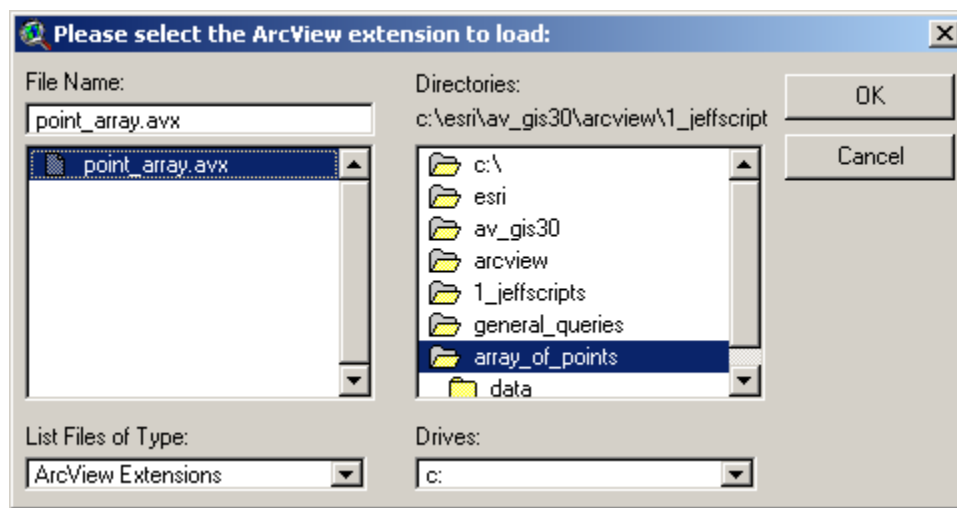 Please select the ArcView extension to load:
File Name:
point_array.avx
point_array.avx
List Files of Type:
ArcView Extensions
Directories:
c:\esri\av_gis30\arcview\1_jeffscript
c:\
esri
av_gis30
arcview
1_jeffscripts
general_queries
array_of_points
data
Drives:
c:
OK
Cancel